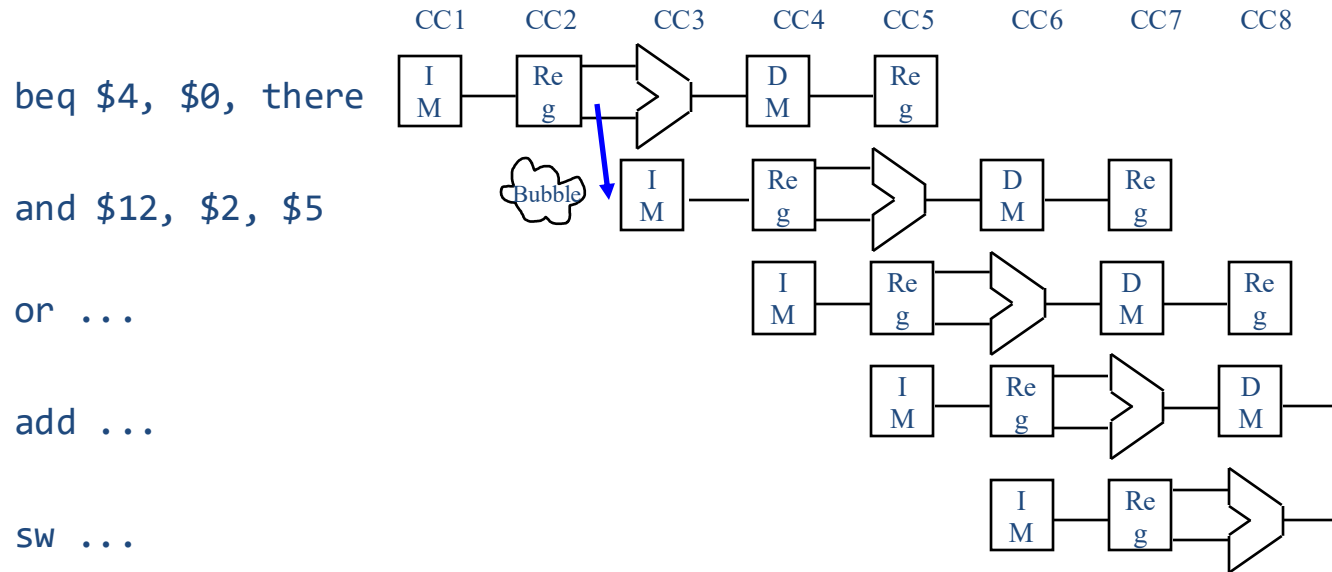 CC1 CC2 CC3 CC4 CC5 CC6 CC7 CC8
beq $4, $0, there
I
M
Re
g
D
M
Re
g
and $12, $2, $5
Bubble
I
M
Re
g
D
M
Re
g
or ...
I
M
Re
g
D
M
Re
g
add ...
I
M
Re
g
D
M
sw ...
I
M
Re
g